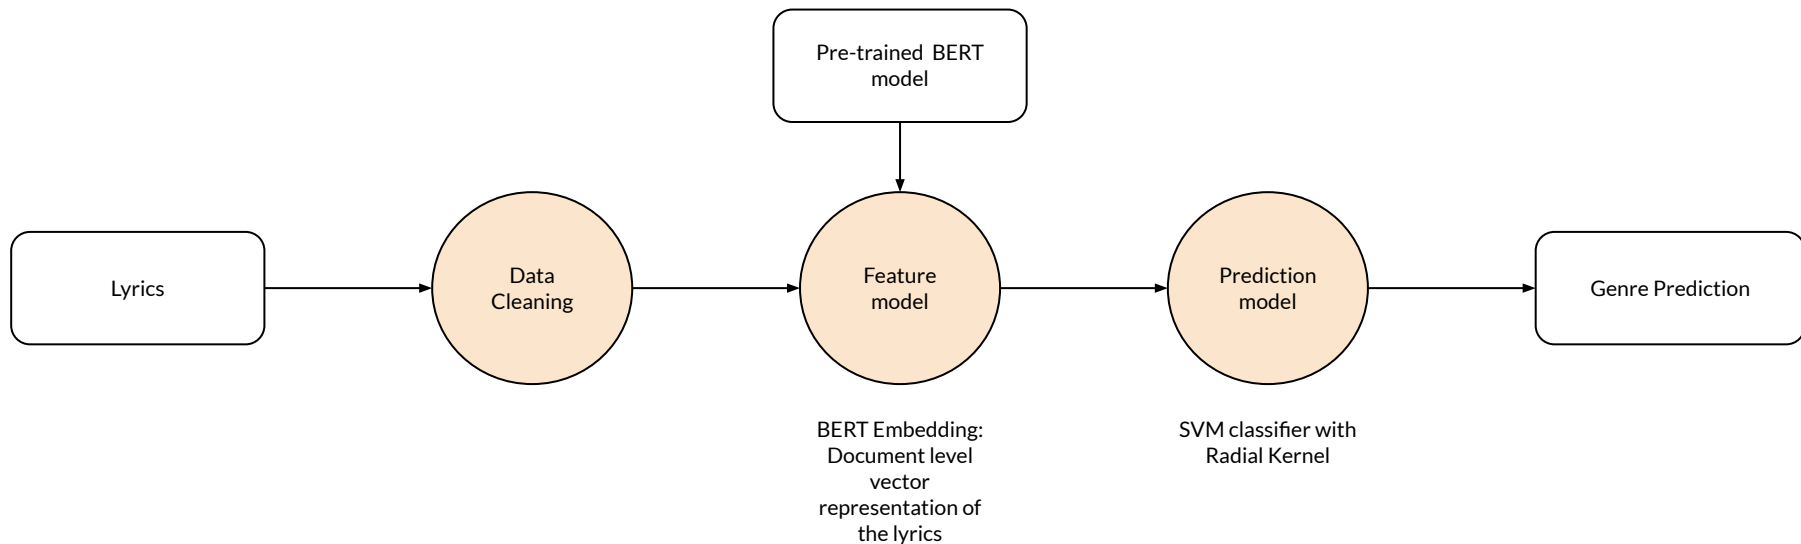 Pre-trained BERT
model
Lyrics
Data
Cleaning
Feature
model
Prediction
model
Genre Prediction
BERT Embedding:
Document level
vector
representation of
the lyrics
SVM classifier with
Radial Kernel